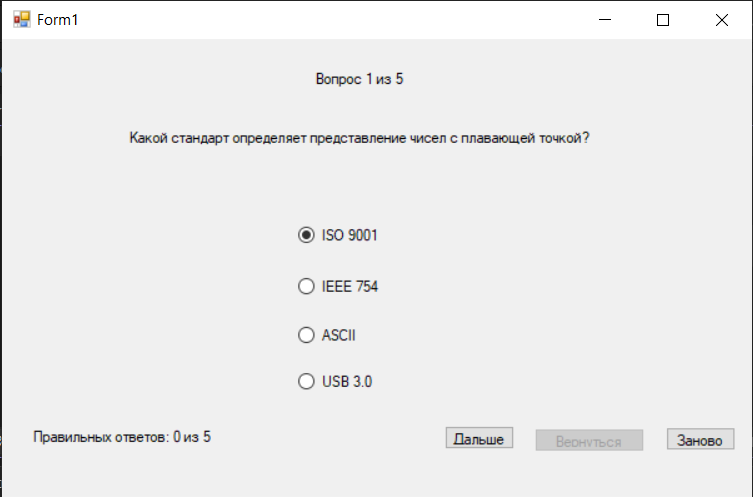 Form1
Вопрос 1 из 5
Какой стандарт определяет представление чисел с плавающей точкой?
ISO 9001
IEEE 754
ASCII
USB 3.0
Правильных ответов: 0 из 5
Дальше
Вернуться
Заново